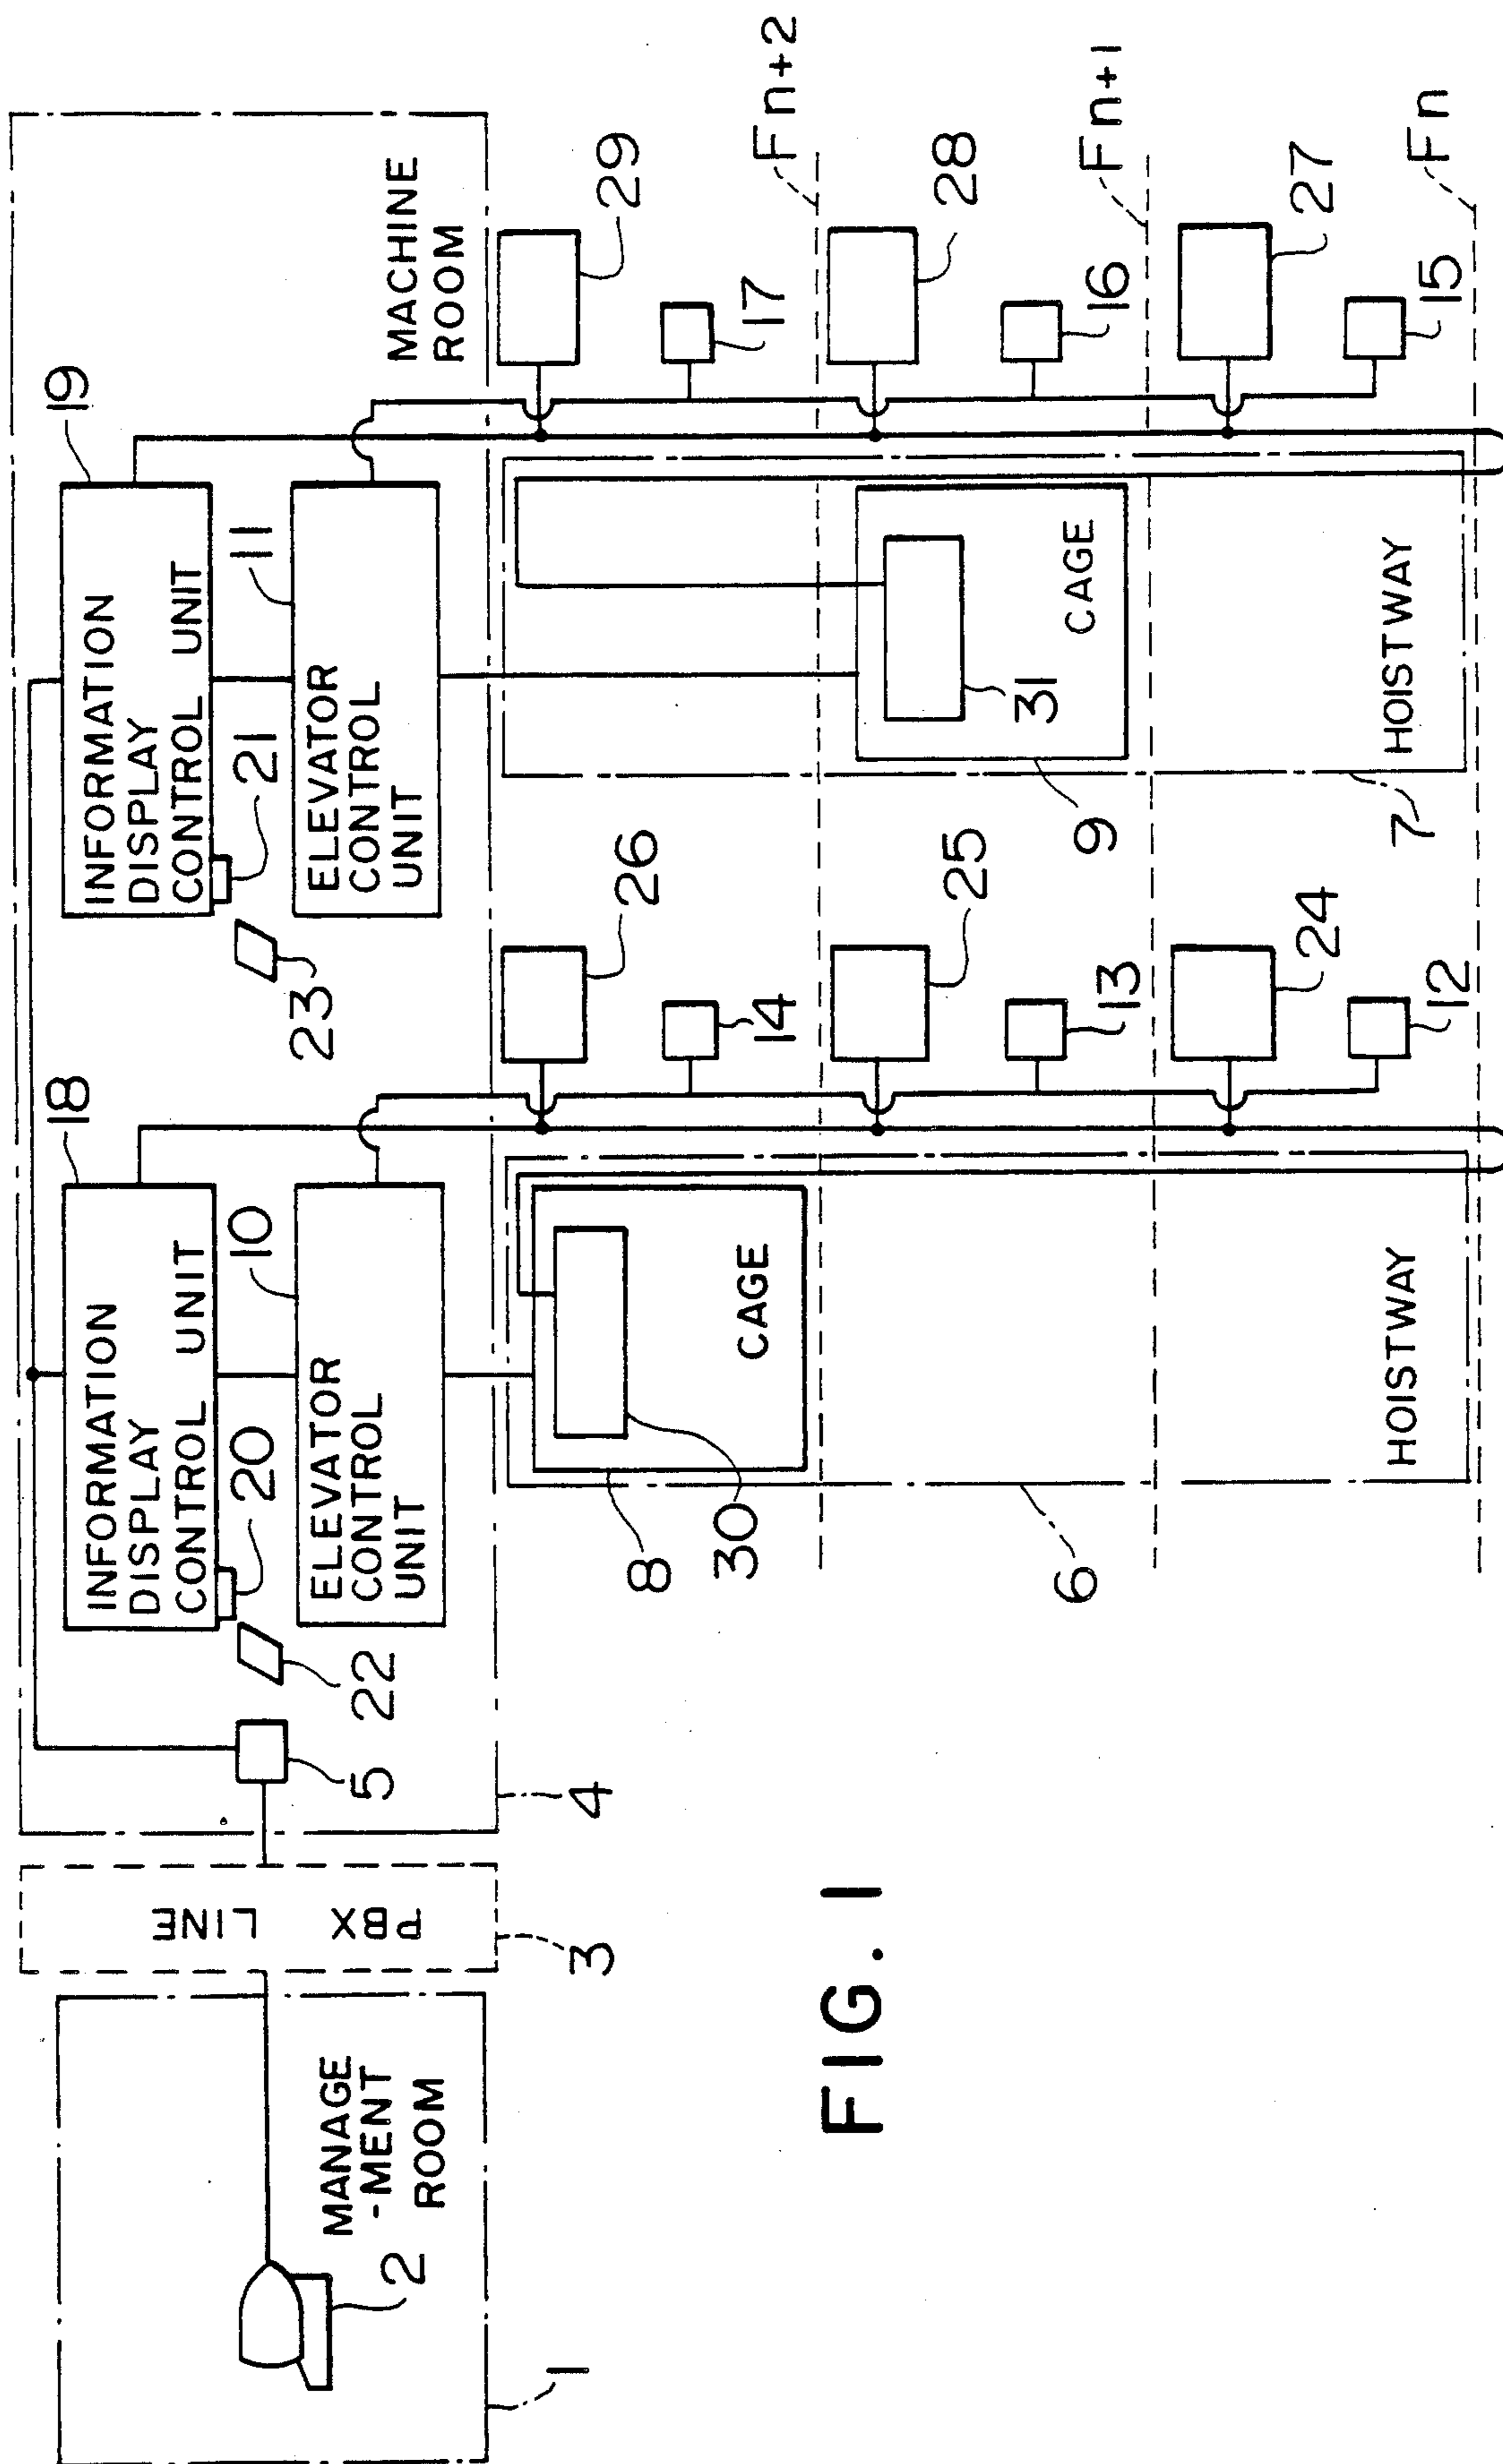 19
INFORMATION
DISPLAY
CONTROL UNIT
21
23
11
ELEVATOR
CONTROL
UNIT
MACHINE
ROOM
18
INFORMATION
DISPLAY
CONTROL UNIT
20
22
10
ELEVATOR
CONTROL
UNIT
5
4
LINE
PBX
3
MANAGE
-MENT
ROOM
2
1
26
14
29
17
Fn+2
CAGE
30
8
25
13
CAGE
31
9
28
16
Fn+1
HOISTWAY
6
24
12
HOISTWAY
7
27
15
Fn
FIG. 1